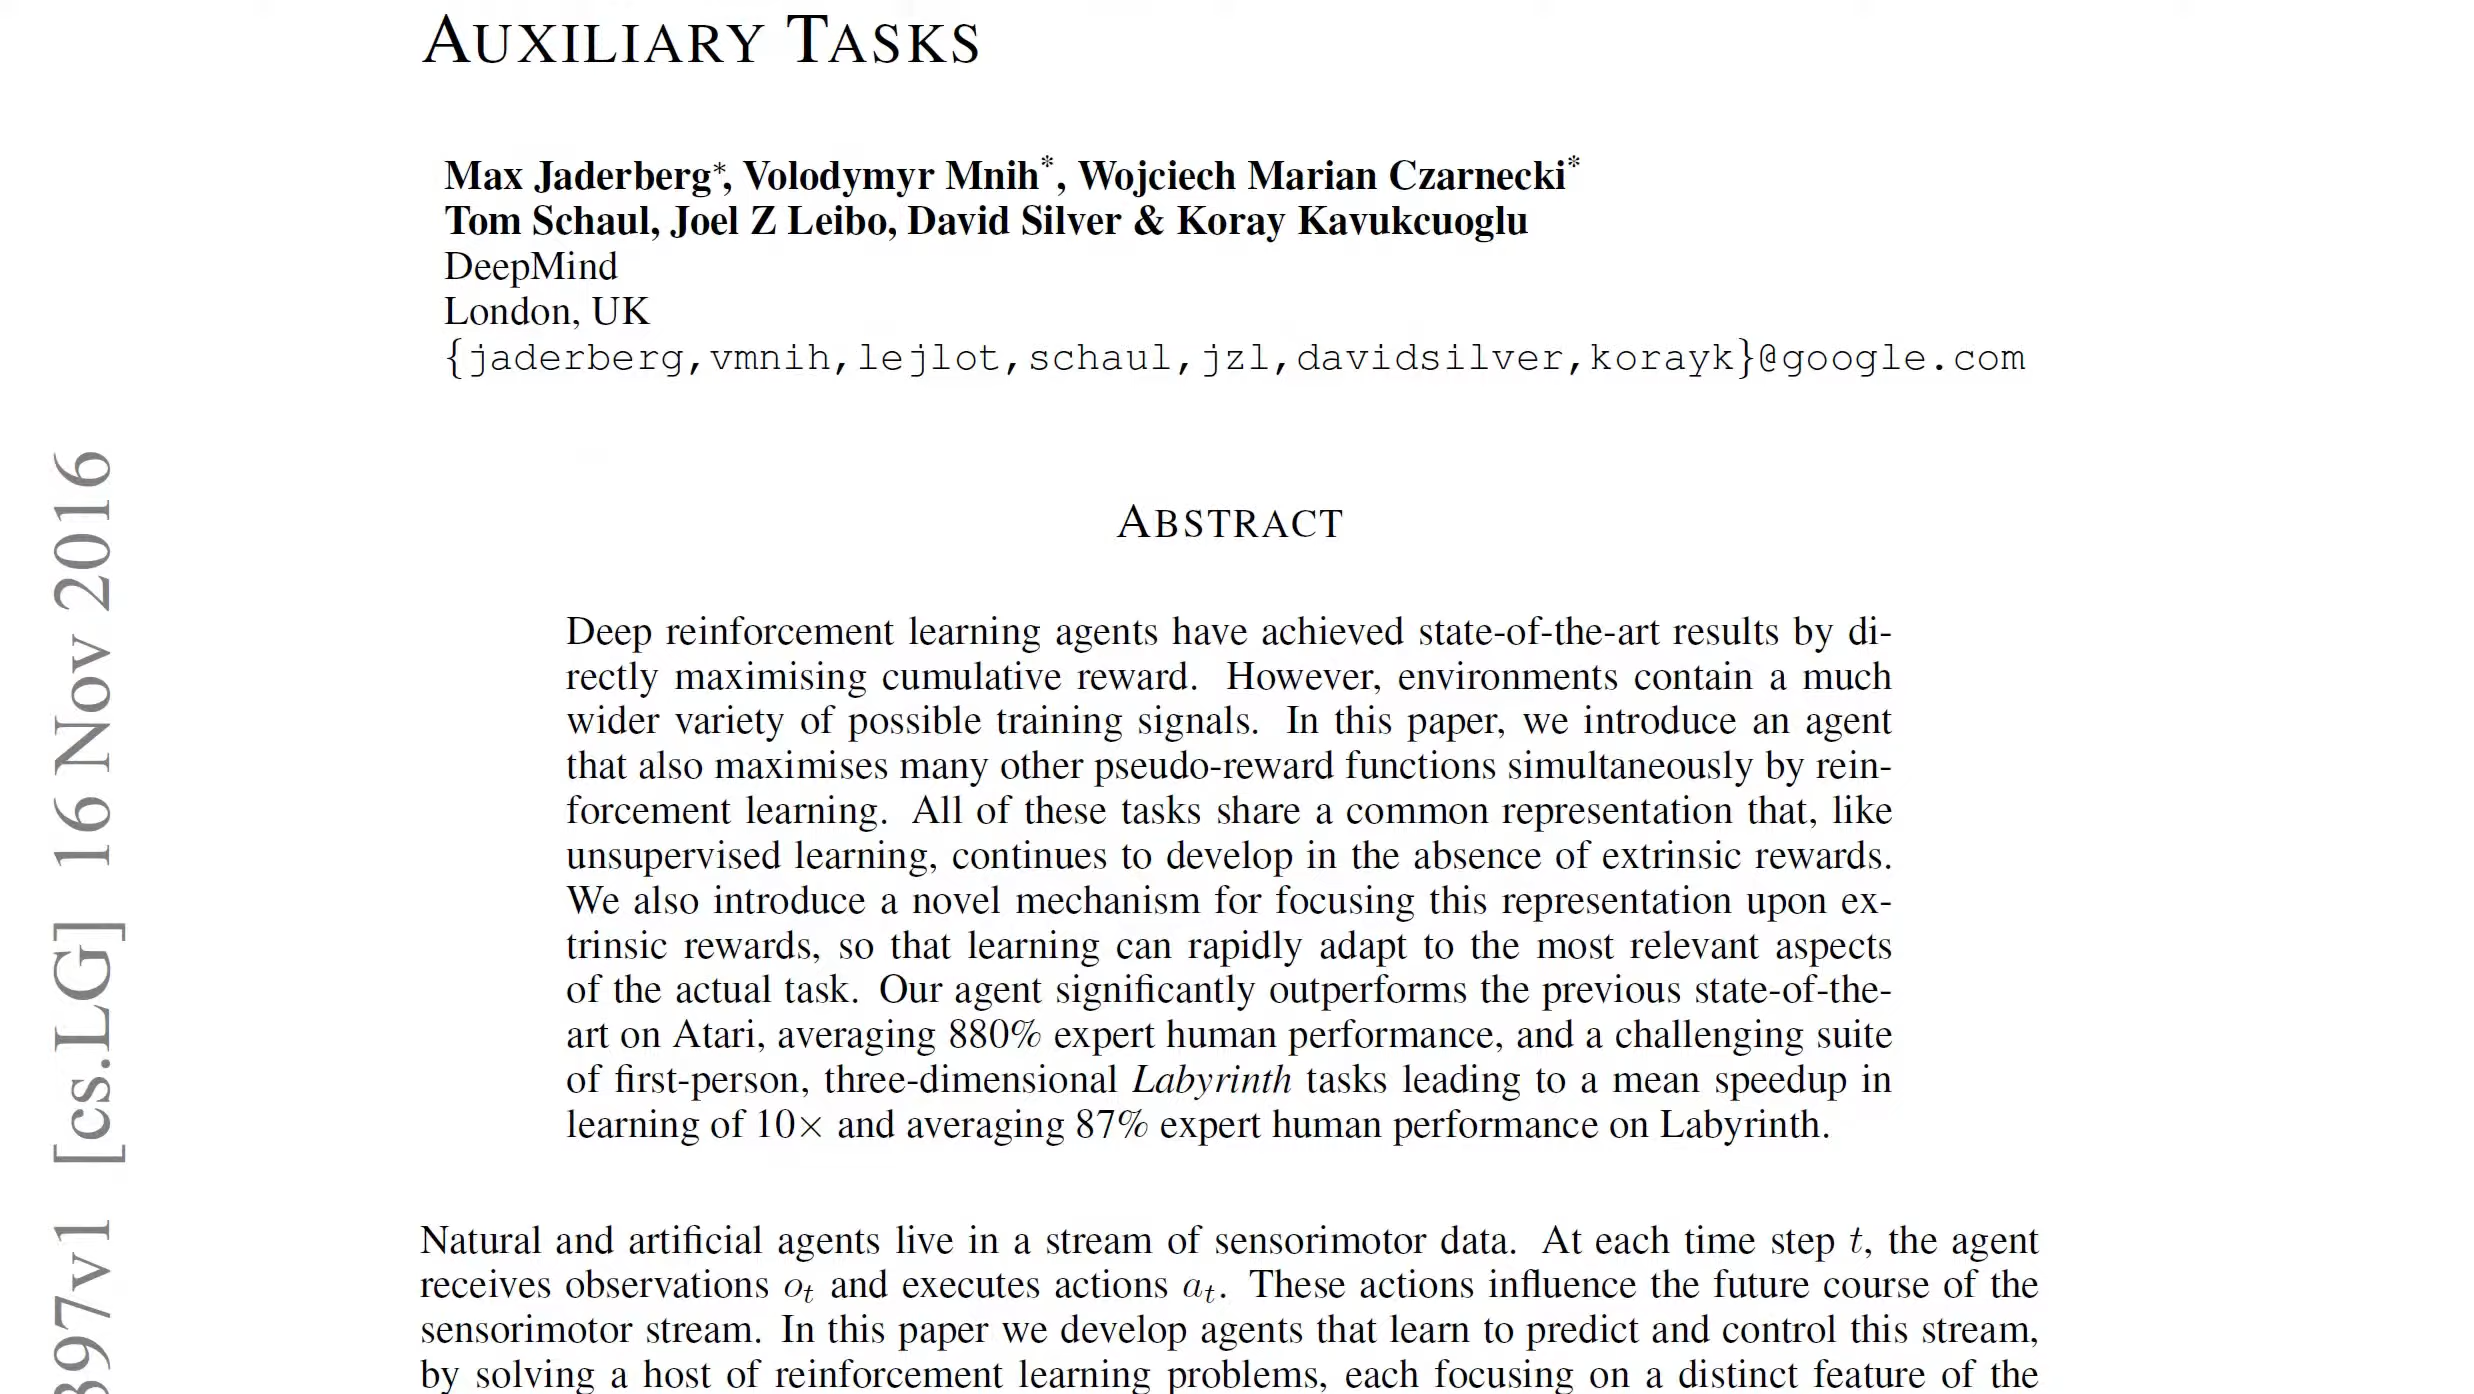 AUXILIARY TASKS
Max Jaderberg*, Volodymyr Mnih*, Wojciech Marian Czarnecki*
Tom Schaul, Joel Z Leibo, David Silver & Koray Kavukcuoglu
DeepMind
London, UK
{jaderberg,vmnih,lejlot,schaul,jzl,davidsilver,korayk}@google.com
ABSTRACT
Deep reinforcement learning agents have achieved state-of-the-art results by di-
rectly maximising cumulative reward. However, environments contain a much
wider variety of possible training signals. In this paper, we introduce an agent
that also maximises many other pseudo-reward functions simultaneously by rein-
forcement learning. All of these tasks share a common representation that, like
unsupervised learning, continues to develop in the absence of extrinsic rewards.
We also introduce a novel mechanism for focusing this representation upon ex-
trinsic rewards, so that learning can rapidly adapt to the most relevant aspects
of the actual task. Our agent significantly outperforms the previous state-of-the-
art on Atari, averaging 880% expert human performance, and a challenging suite
of first-person, three-dimensional Labyrinth tasks leading to a mean speedup in
learning of 10× and averaging 87% expert human performance on Labyrinth.
Natural and artificial agents live in a stream of sensorimotor data. At each time step t, the agent
receives observations oₜ and executes actions aₜ. These actions influence the future course of the
sensorimotor stream. In this paper we develop agents that learn to predict and control this stream,
by solving a host of reinforcement learning problems, each focusing on a distinct feature of the
397v1 [cs.LG] 16 Nov 2016